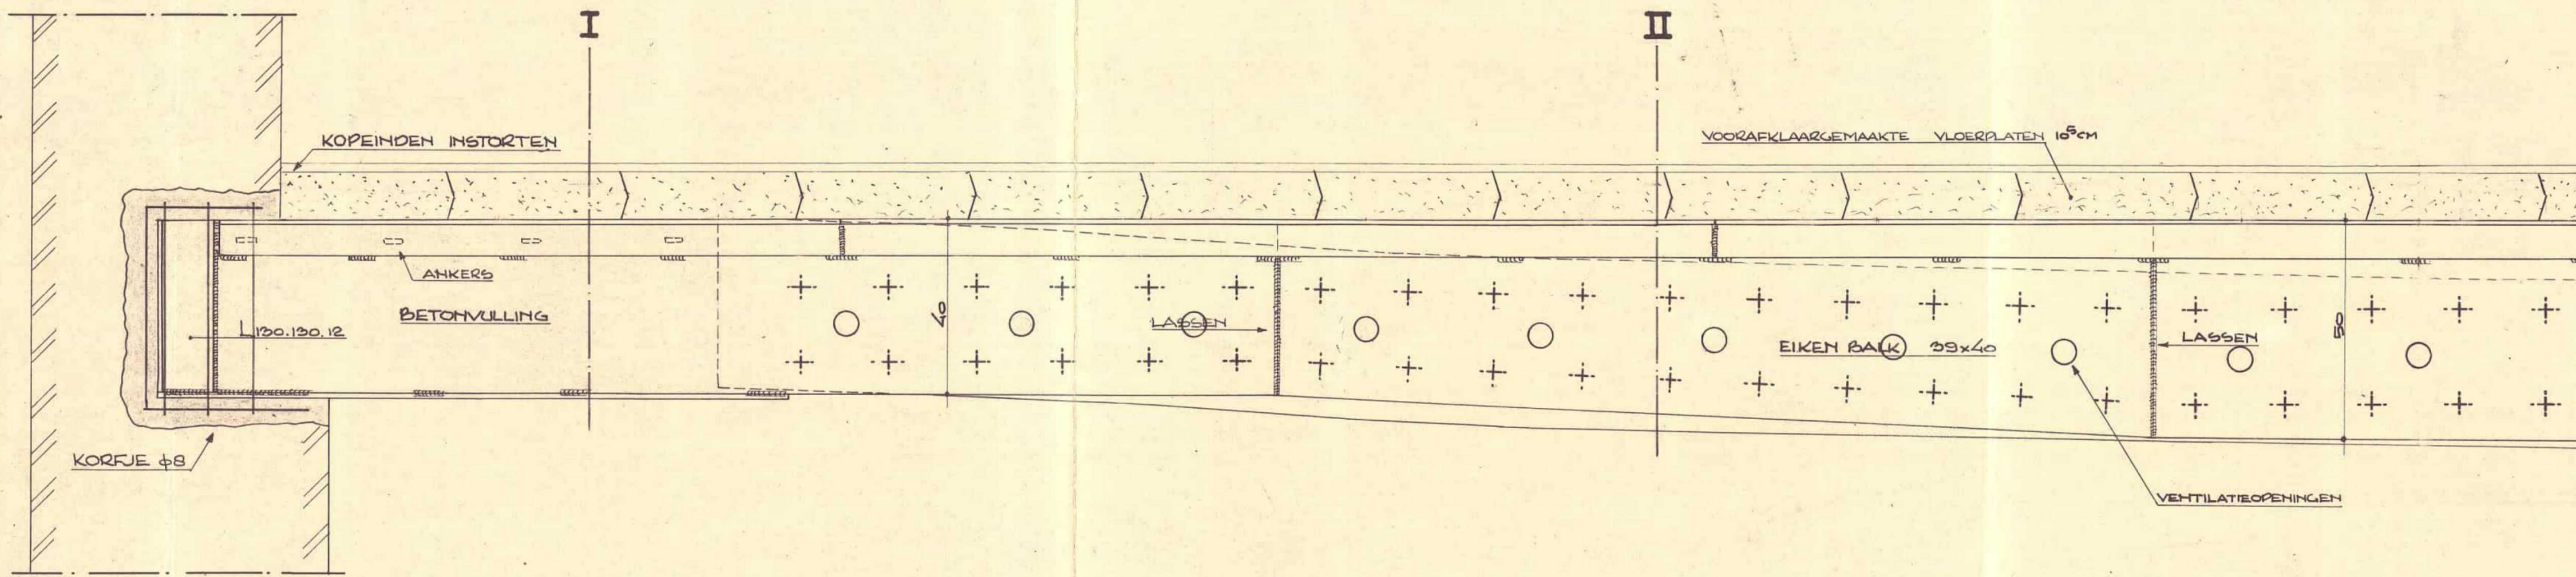 I
II
KOPEINDEN INSTORTEN
VOORAFKLAARGEMAAKTE VLOERPLATEN 10⁵CM
ANKERS
BETONVULLING
L130.130.12
40
LASSEN
EIKEN BALK 39x40
50
LASSEN
KORFJE ϕ8
VENTILATIEOPENINGEN